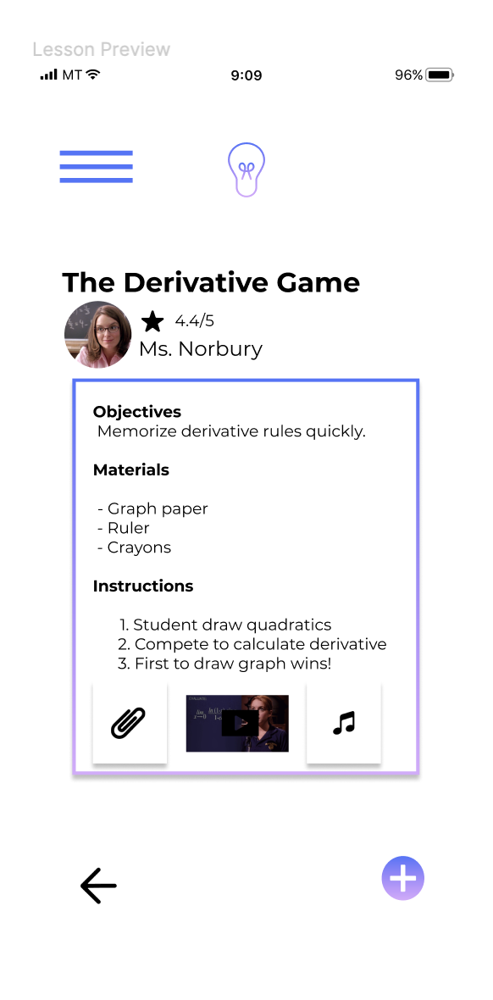 Lesson Preview
MT 9:09 96%
The Derivative Game
4.4/5
Ms. Norbury
Objectives
Memorize derivative rules quickly.
Materials
- Graph paper
- Ruler
- Crayons
Instructions
1. Student draw quadratics
2. Compete to calculate derivative
3. First to draw graph wins!
lim